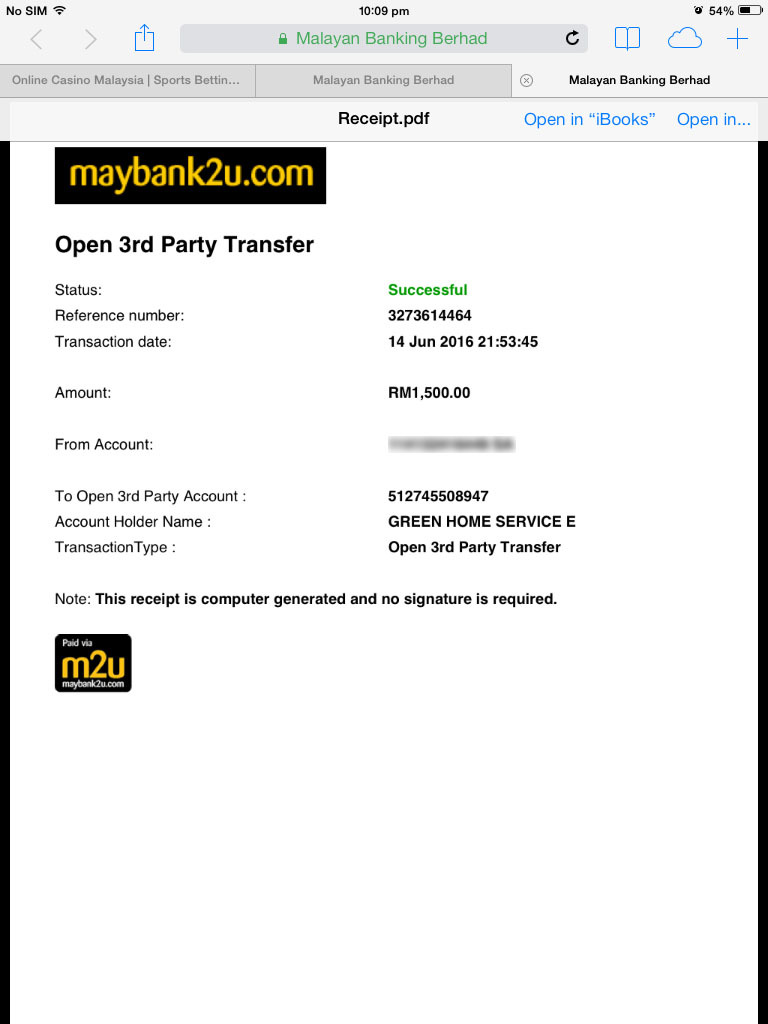 No SIM 10:09 pm 54%
Malayan Banking Berhad
Online Casino Malaysia | Sports Bettin... Malayan Banking Berhad Malayan Banking Berhad
Receipt.pdf Open in “iBooks” Open in...
maybank2u.com
Open 3rd Party Transfer
Status: Successful
Reference number: 3273614464
Transaction date: 14 Jun 2016 21:53:45
Amount: RM1,500.00
From Account:
To Open 3rd Party Account : 512745508947
Account Holder Name : GREEN HOME SERVICE E
TransactionType : Open 3rd Party Transfer
Note: This receipt is computer generated and no signature is required.
Paid via
m2u
maybank2u.com